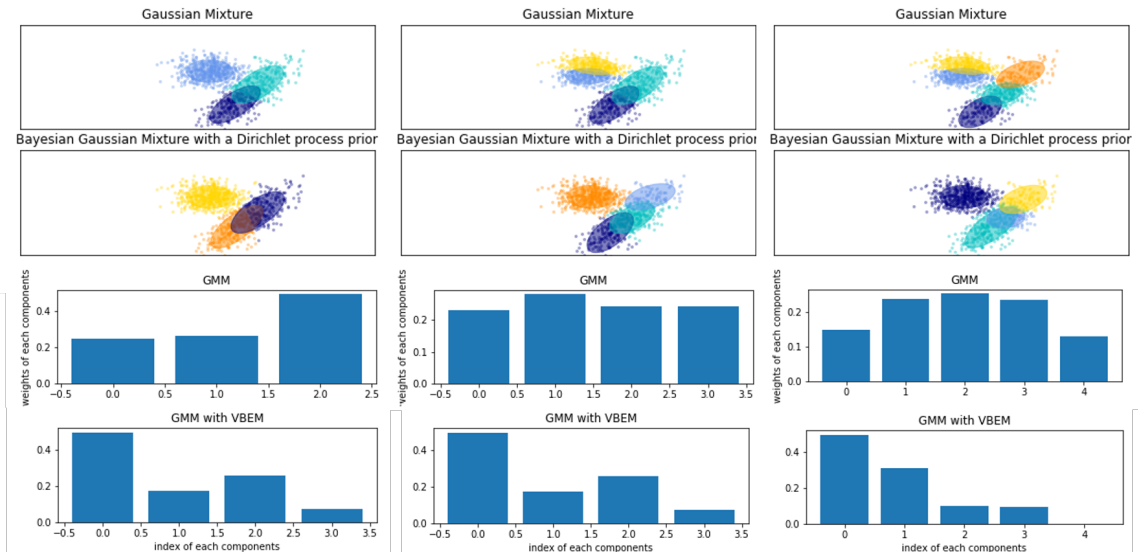 Gaussian Mixture
Gaussian Mixture
Gaussian Mixture
Bayesian Gaussian Mixture with a Dirichlet process prior
Bayesian Gaussian Mixture with a Dirichlet process prior
Bayesian Gaussian Mixture with a Dirichlet process prior
GMM
weights of each components
0.4
0.2
0.0
−0.5 0.0 0.5 1.0 1.5 2.0 2.5
GMM
weights of each components
0.2
0.1
0.0
−0.5 0.0 0.5 1.0 1.5 2.0 2.5 3.0 3.5
GMM
weights of each components
0.2
0.1
0.0
0 1 2 3 4
GMM with VBEM
0.4
0.2
0.0
−0.5 0.0 0.5 1.0 1.5 2.0 2.5 3.0 3.5
index of each components
GMM with VBEM
0.4
0.2
0.0
−0.5 0.0 0.5 1.0 1.5 2.0 2.5 3.0 3.5
index of each components
GMM with VBEM
0.4
0.2
0.0
0 1 2 3 4
index of each components